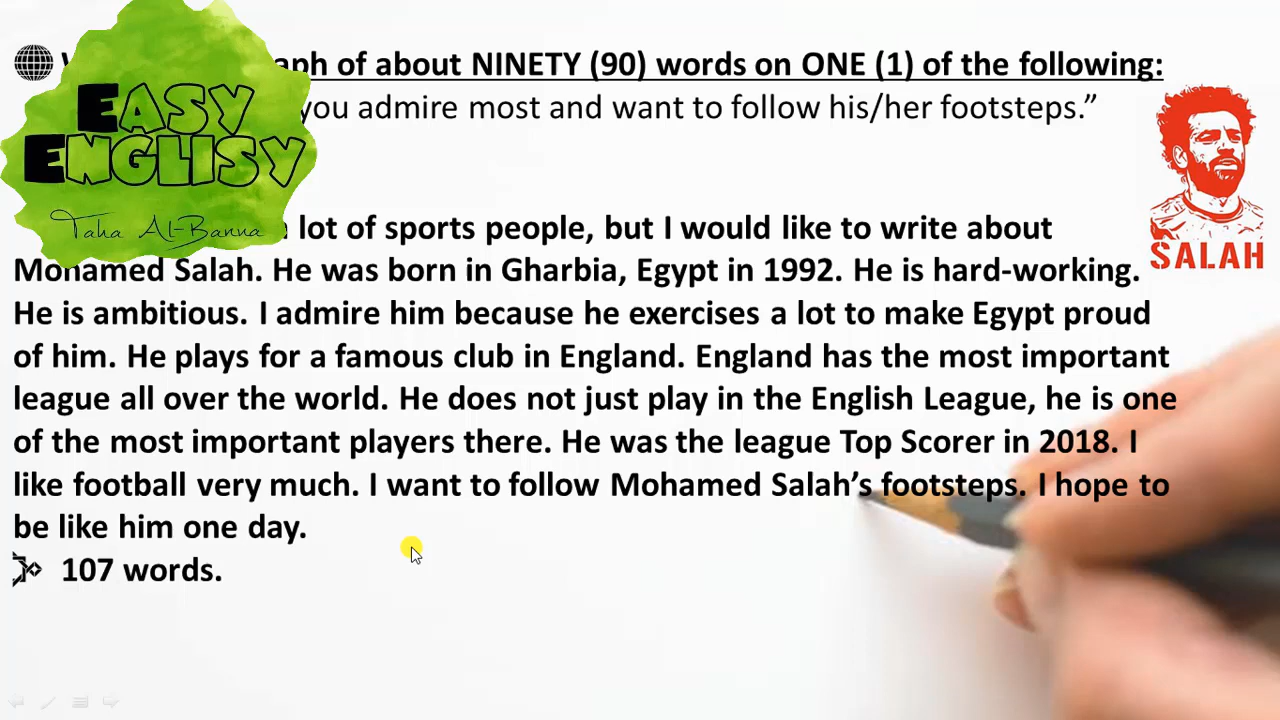 EASY
ENGLISY
Taha Al-Banna
of about NINETY (90) words on ONE (1) of the following:
you admire most and want to follow his/her footsteps.”
SALAH
lot of sports people, but I would like to write about
Mohamed Salah. He was born in Gharbia, Egypt in 1992. He is hard-working.
He is ambitious. I admire him because he exercises a lot to make Egypt proud
of him. He plays for a famous club in England. England has the most important
league all over the world. He does not just play in the English League, he is one
of the most important players there. He was the league Top Scorer in 2018. I
like football very much. I want to follow Mohamed Salah’s footsteps. I hope to
be like him one day.
107 words.